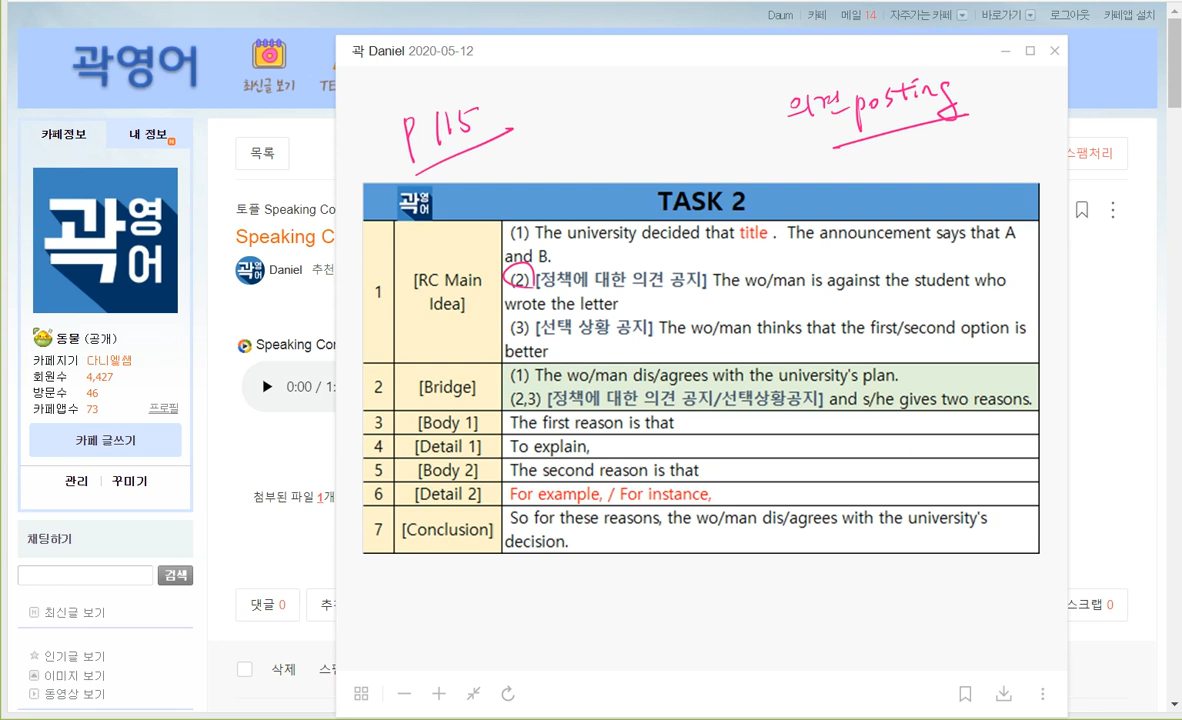 Daum
카페
메일 14
자주가는 카페
바로가기
로그아웃
카페앱 설치
곽영어
최신글 보기
TE
곽 Daniel 2020-05-12
P 115
의견 posting
카페정보
내 정보
N
목록
스팸처리
곽영어
토플 Speaking Co
Speaking C
곽영어
Daniel 추천
동물 (공개)
카페지기 다니엘샘
회원수 4,427
방문수 46
카페앱수 73
프로필
카페 글쓰기
관리
꾸미기
Speaking Con
0:00 / 1:
첨부된 파일 1개
곽영어
TASK 2
1
[RC Main
Idea]
(1) The university decided that title . The announcement says that A
and B.
(2) [정책에 대한 의견 공지] The wo/man is against the student who
wrote the letter
(3) [선택 상황 공지] The wo/man thinks that the first/second option is
better
2
[Bridge]
(1) The wo/man dis/agrees with the university's plan.
(2,3) [정책에 대한 의견 공지/선택상황공지] and s/he gives two reasons.
3
[Body 1]
The first reason is that
4
[Detail 1]
To explain,
5
[Body 2]
The second reason is that
6
[Detail 2]
For example, / For instance,
7
[Conclusion]
So for these reasons, the wo/man dis/agrees with the university's
decision.
채팅하기
검색
최신글 보기
인기글 보기
이미지 보기
동영상 보기
댓글 0
추
스크랩 0
삭제
스